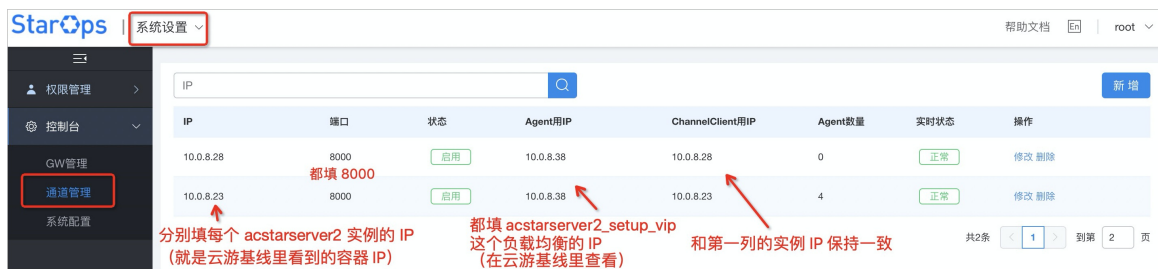 StarOps | 系统设置
帮助文档 En root
权限管理
控制台
GW管理
通道管理
系统配置
IP
新 增
IP 端口 状态 Agent用IP ChannelClient用IP Agent数量 实时状态 操作
10.0.8.28 8000 启用 10.0.8.38 10.0.8.28 0 正常 修改 删除
都填 8000
10.0.8.23 8000 启用 10.0.8.38 10.0.8.23 4 正常 修改 删除
分别填每个 acstarserver2 实例的 IP
（就是云游基线里看到的容器 IP）
都填 acstarserver2_setup_vip
这个负载均衡的 IP
（在云游基线里查看）
和第一列的实例 IP 保持一致
共2条 < 1 > 到第 2 页